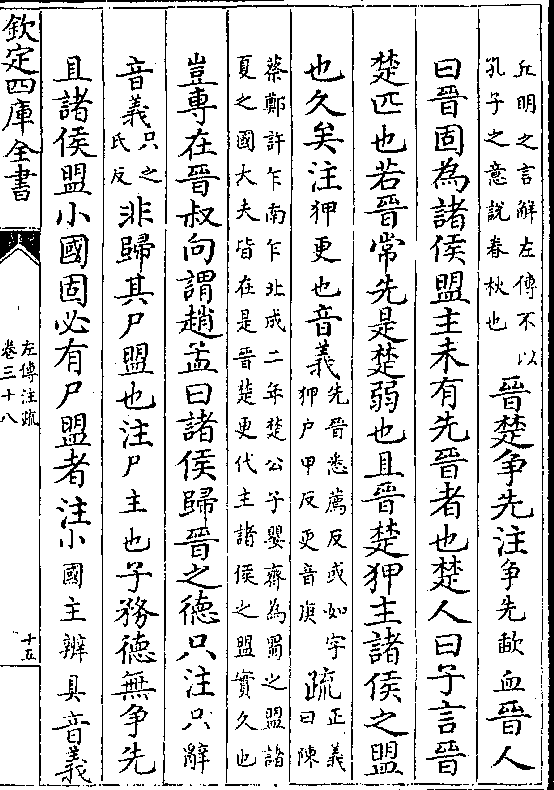 丘明之言解左傳不以
孔子之意說春秋也
晉楚争先注争先歃血晉人
曰晉固為諸侯盟主未有先晉者也楚人曰子言晉
楚匹也若晉常先是楚弱也且晉楚狎主諸侯之盟
也久矣注狎更也音義
先晉悉薦反或如字
狎户甲反更音庚
疏
正義
曰陳
蔡鄭許乍南乍北成二年楚公子嬰齊為蜀之盟諸
夏之國大夫皆在是晉楚更代主諸侯之盟實久也
豈專在晉叔向謂趙孟曰諸侯歸晉之德只注只辭
音義
只之
氏反
非歸其尸盟也注尸主也子務德無争先
且諸侯盟小國固必有尸盟者注小國主辨具音義
欽定四庫全書
左傳注疏
卷三十八
十五